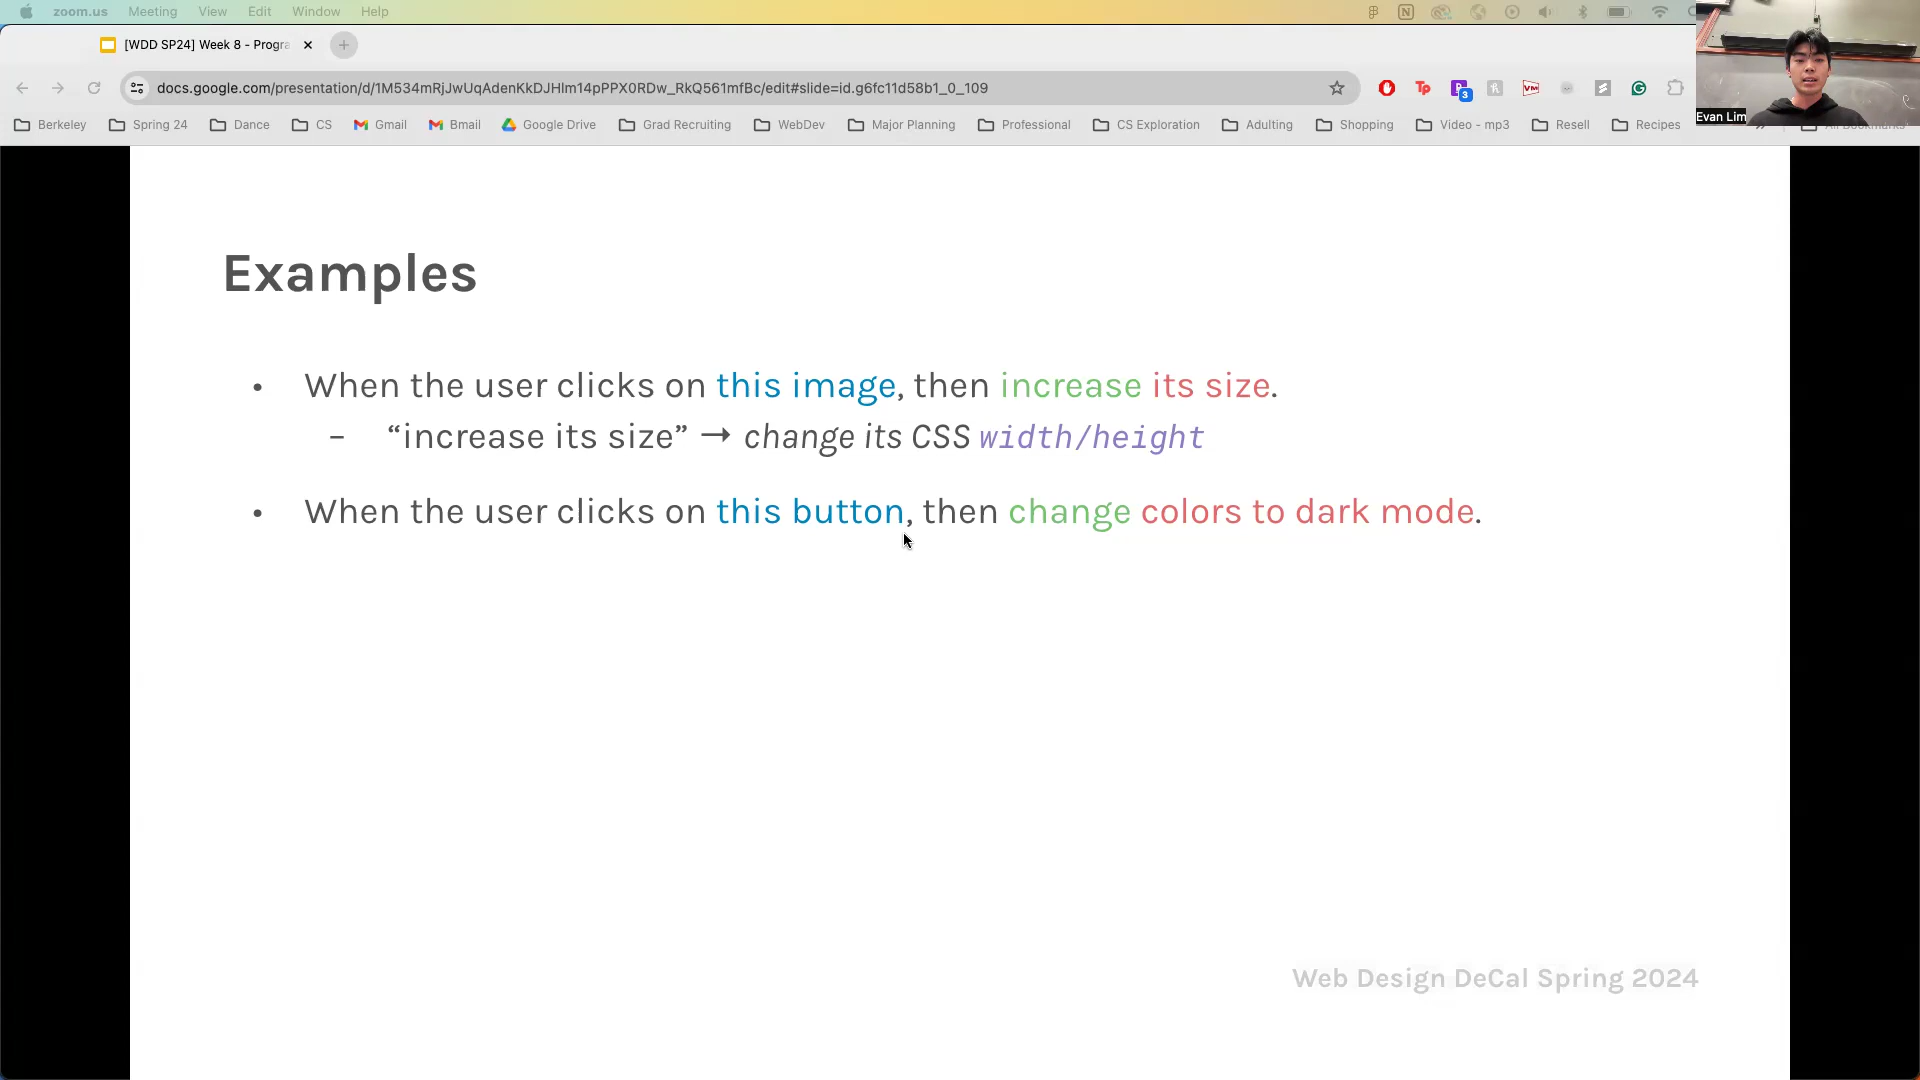 zoom.us Meeting View Edit Window Help
[WDD SP24] Week 8 - Progra
docs.google.com/presentation/d/1M534mRjJwUqAdenKkDJHlm14pPPX0RDw_RkQ561mfBc/edit#slide=id.g6fc11d58b1_0_109
Berkeley Spring 24 Dance CS Gmail Bmail Google Drive Grad Recruiting WebDev Major Planning Professional CS Exploration Adulting Shopping Video - mp3 Resell Recipes All Bookmarks
Evan Lim
Examples
• When the user clicks on this image, then increase its size.
– “increase its size” → change its CSS width/height
• When the user clicks on this button, then change colors to dark mode.
Web Design DeCal Spring 2024